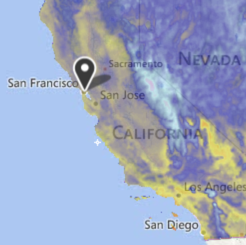 NEVADA
Sacramento
San Francisco
San Jose
CALIFORNIA
Los Angeles
San Diego